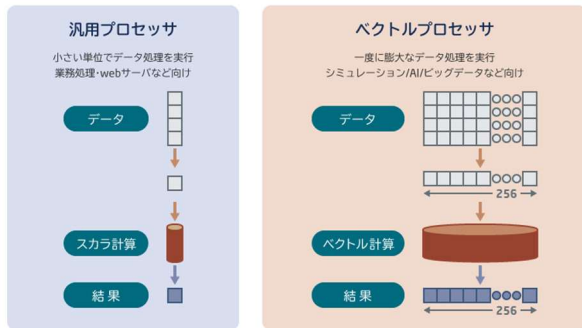 汎用プロセッサ
小さい単位でデータ処理を実行
業務処理・webサーバなど向け
データ
スカラ計算
結果
ベクトルプロセッサ
一度に膨大なデータ処理を実行
シミュレーション/AI/ビッグデータなど向け
データ
256
ベクトル計算
結果
256